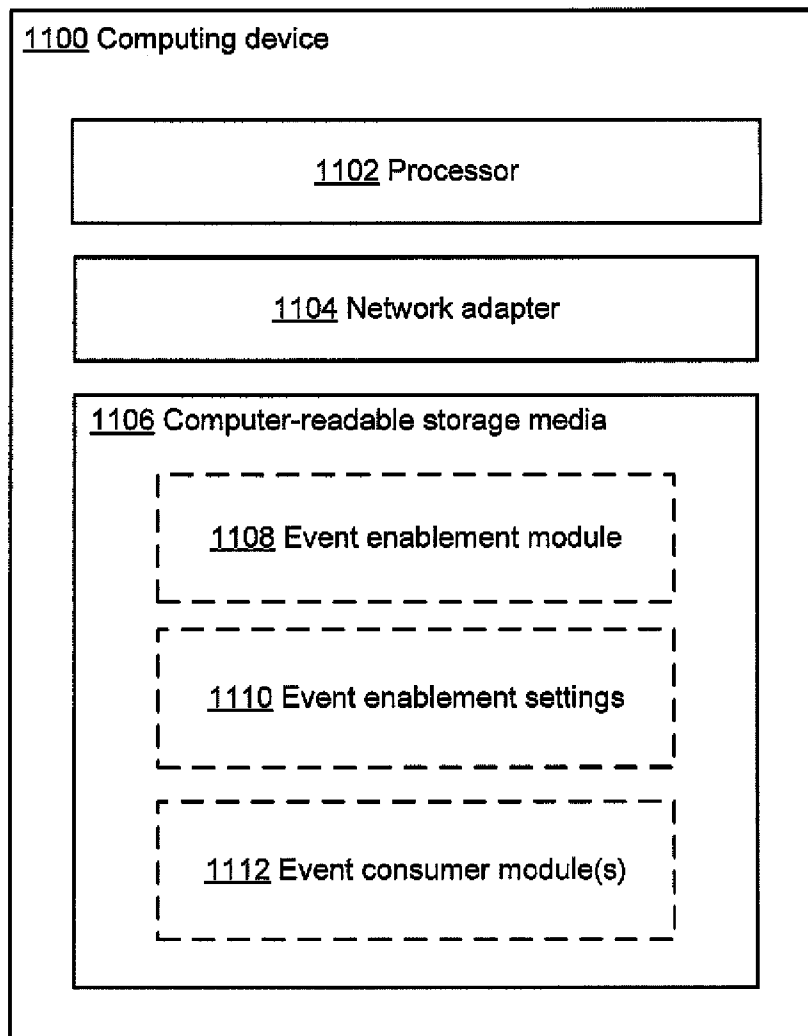 1100 Computing device
1102 Processor
1104 Network adapter
1106 Computer-readable storage media
1108 Event enablement module
1110 Event enablement settings
1112 Event consumer module(s)